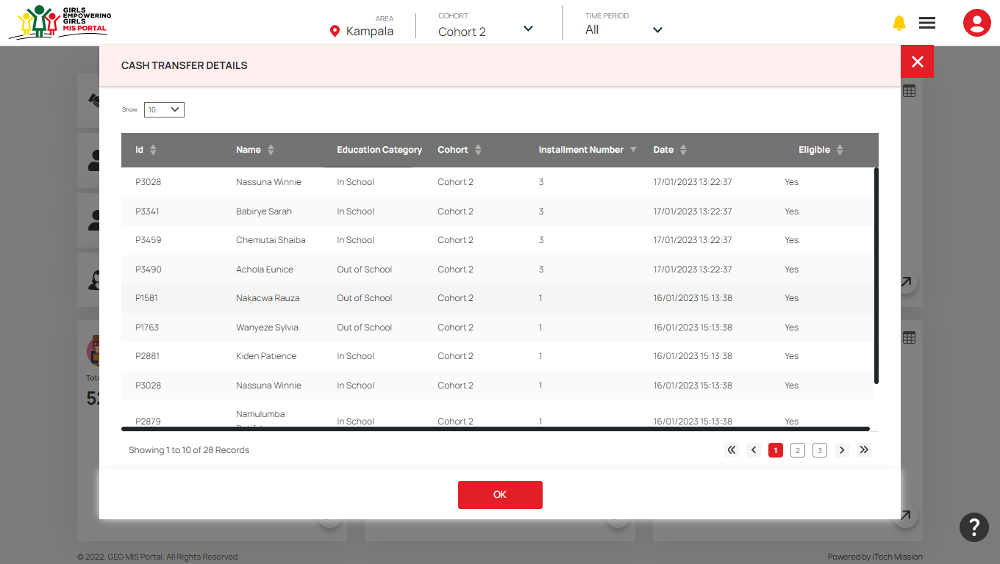 GIRLS
EMPOWERING
GIRLS
MIS PORTAL
AREA
Kampala
COHORT
Cohort 2
TIME PERIOD
All
CASH TRANSFER DETAILS
Show 10
Id Name Education Category Cohort Installment Number Date Eligible
P3028 Nassuna Winnie In School Cohort 2 3 17/01/2023 13:22:37 Yes
P3341 Babirye Sarah In School Cohort 2 3 17/01/2023 13:22:37 Yes
P3459 Chemutai Shaiba In School Cohort 2 3 17/01/2023 13:22:37 Yes
P3490 Achola Eunice Out of School Cohort 2 3 17/01/2023 13:22:37 Yes
P1581 Nakacwa Rauza Out of School Cohort 2 1 16/01/2023 15:13:38 Yes
P1763 Wanyeze Sylvia Out of School Cohort 2 1 16/01/2023 15:13:38 Yes
P2881 Kiden Patience In School Cohort 2 1 16/01/2023 15:13:38 Yes
P3028 Nassuna Winnie In School Cohort 2 1 16/01/2023 15:13:38 Yes
P2879 Namulumba In School Cohort 2 1 16/01/2023 15:13:38 Yes
Showing 1 to 10 of 28 Records
1 2 3
OK
?
© 2022. GEG MIS Portal. All Rights Reserved
Powered by iTech Mission